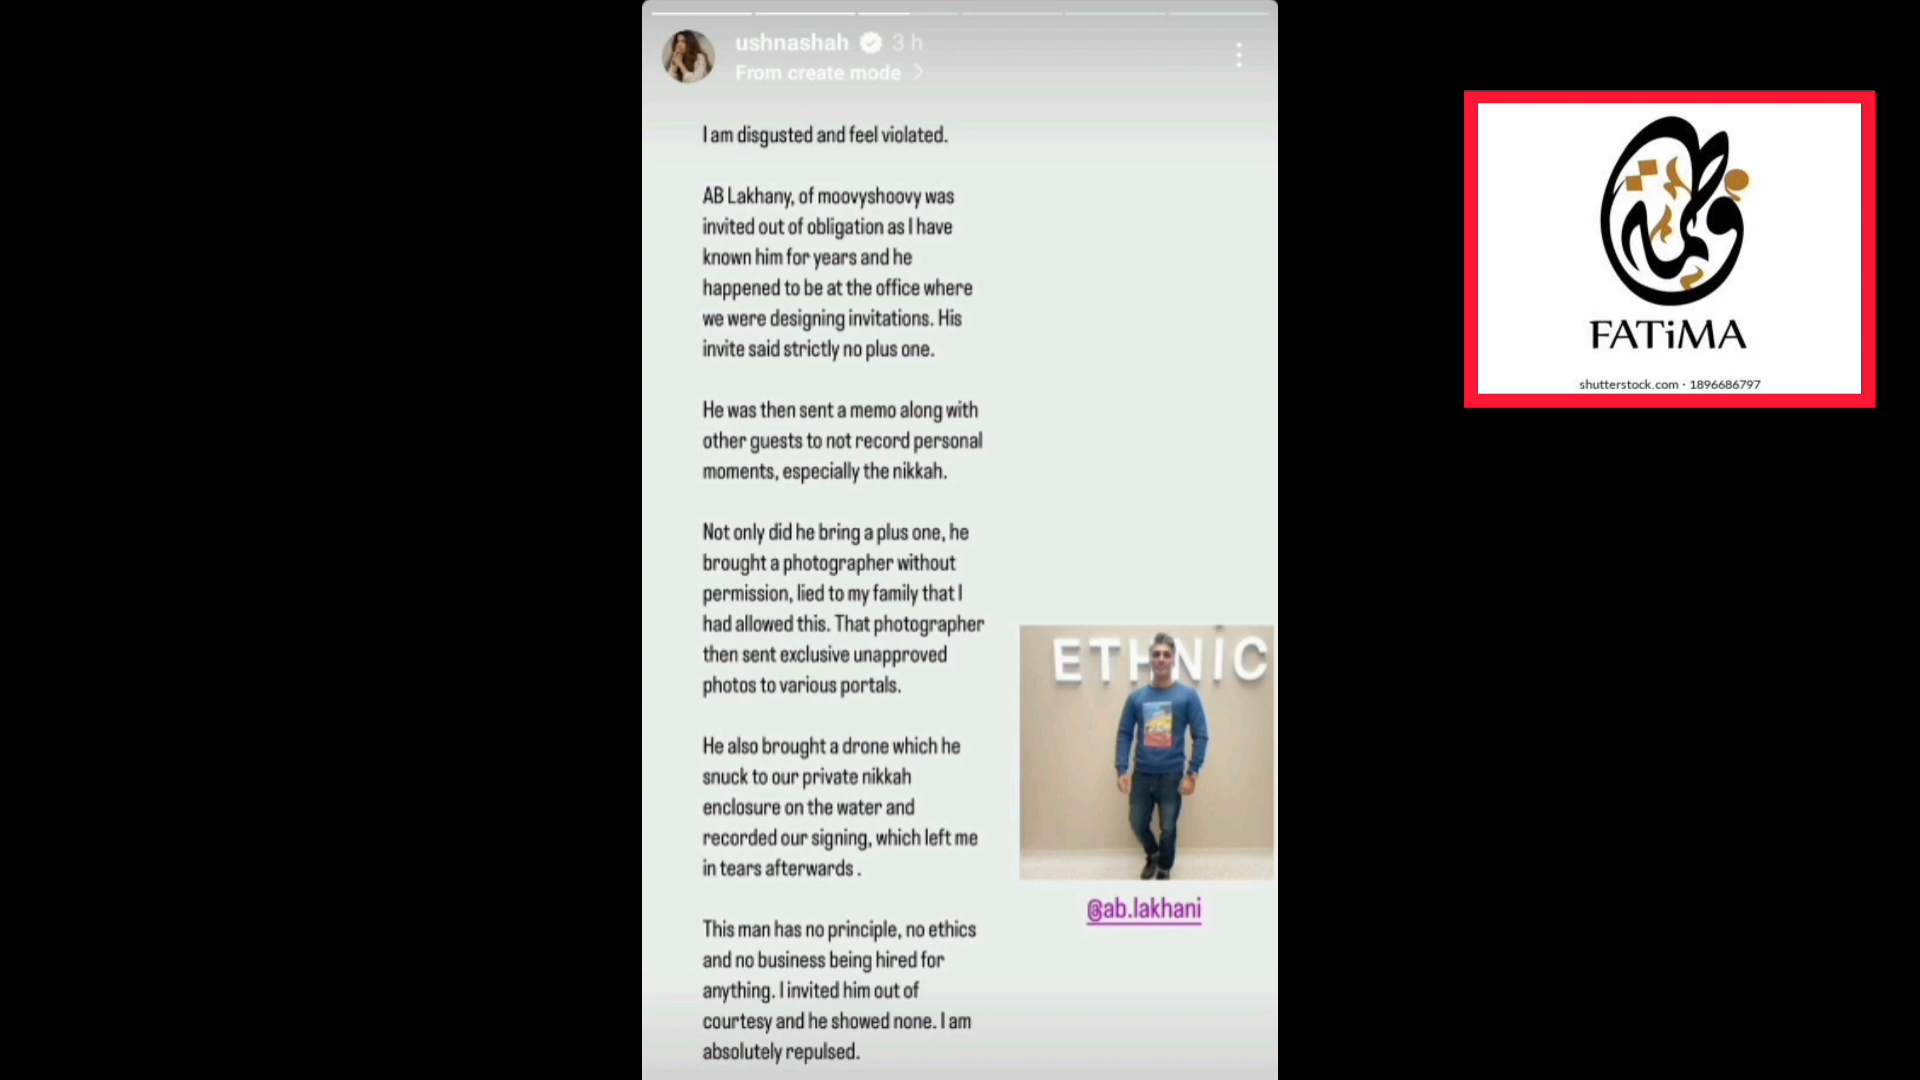 ushnashah 3 h
From create mode
I am disgusted and feel violated.
AB Lakhany, of moovyshoovy was
invited out of obligation as I have
known him for years and he
happened to be at the office where
we were designing invitations. His
invite said strictly no plus one.
He was then sent a memo along with
other guests to not record personal
moments, especially the nikkah.
Not only did he bring a plus one, he
brought a photographer without
permission, lied to my family that I
had allowed this. That photographer
then sent exclusive unapproved
photos to various portals.
He also brought a drone which he
snuck to our private nikkah
enclosure on the water and
recorded our signing, which left me
in tears afterwards .
This man has no principle, no ethics
and no business being hired for
anything. I invited him out of
courtesy and he showed none. I am
absolutely repulsed.
ETHNIC
@ab.lakhani
فاطمة
FATiMA
shutterstock.com · 1896686797